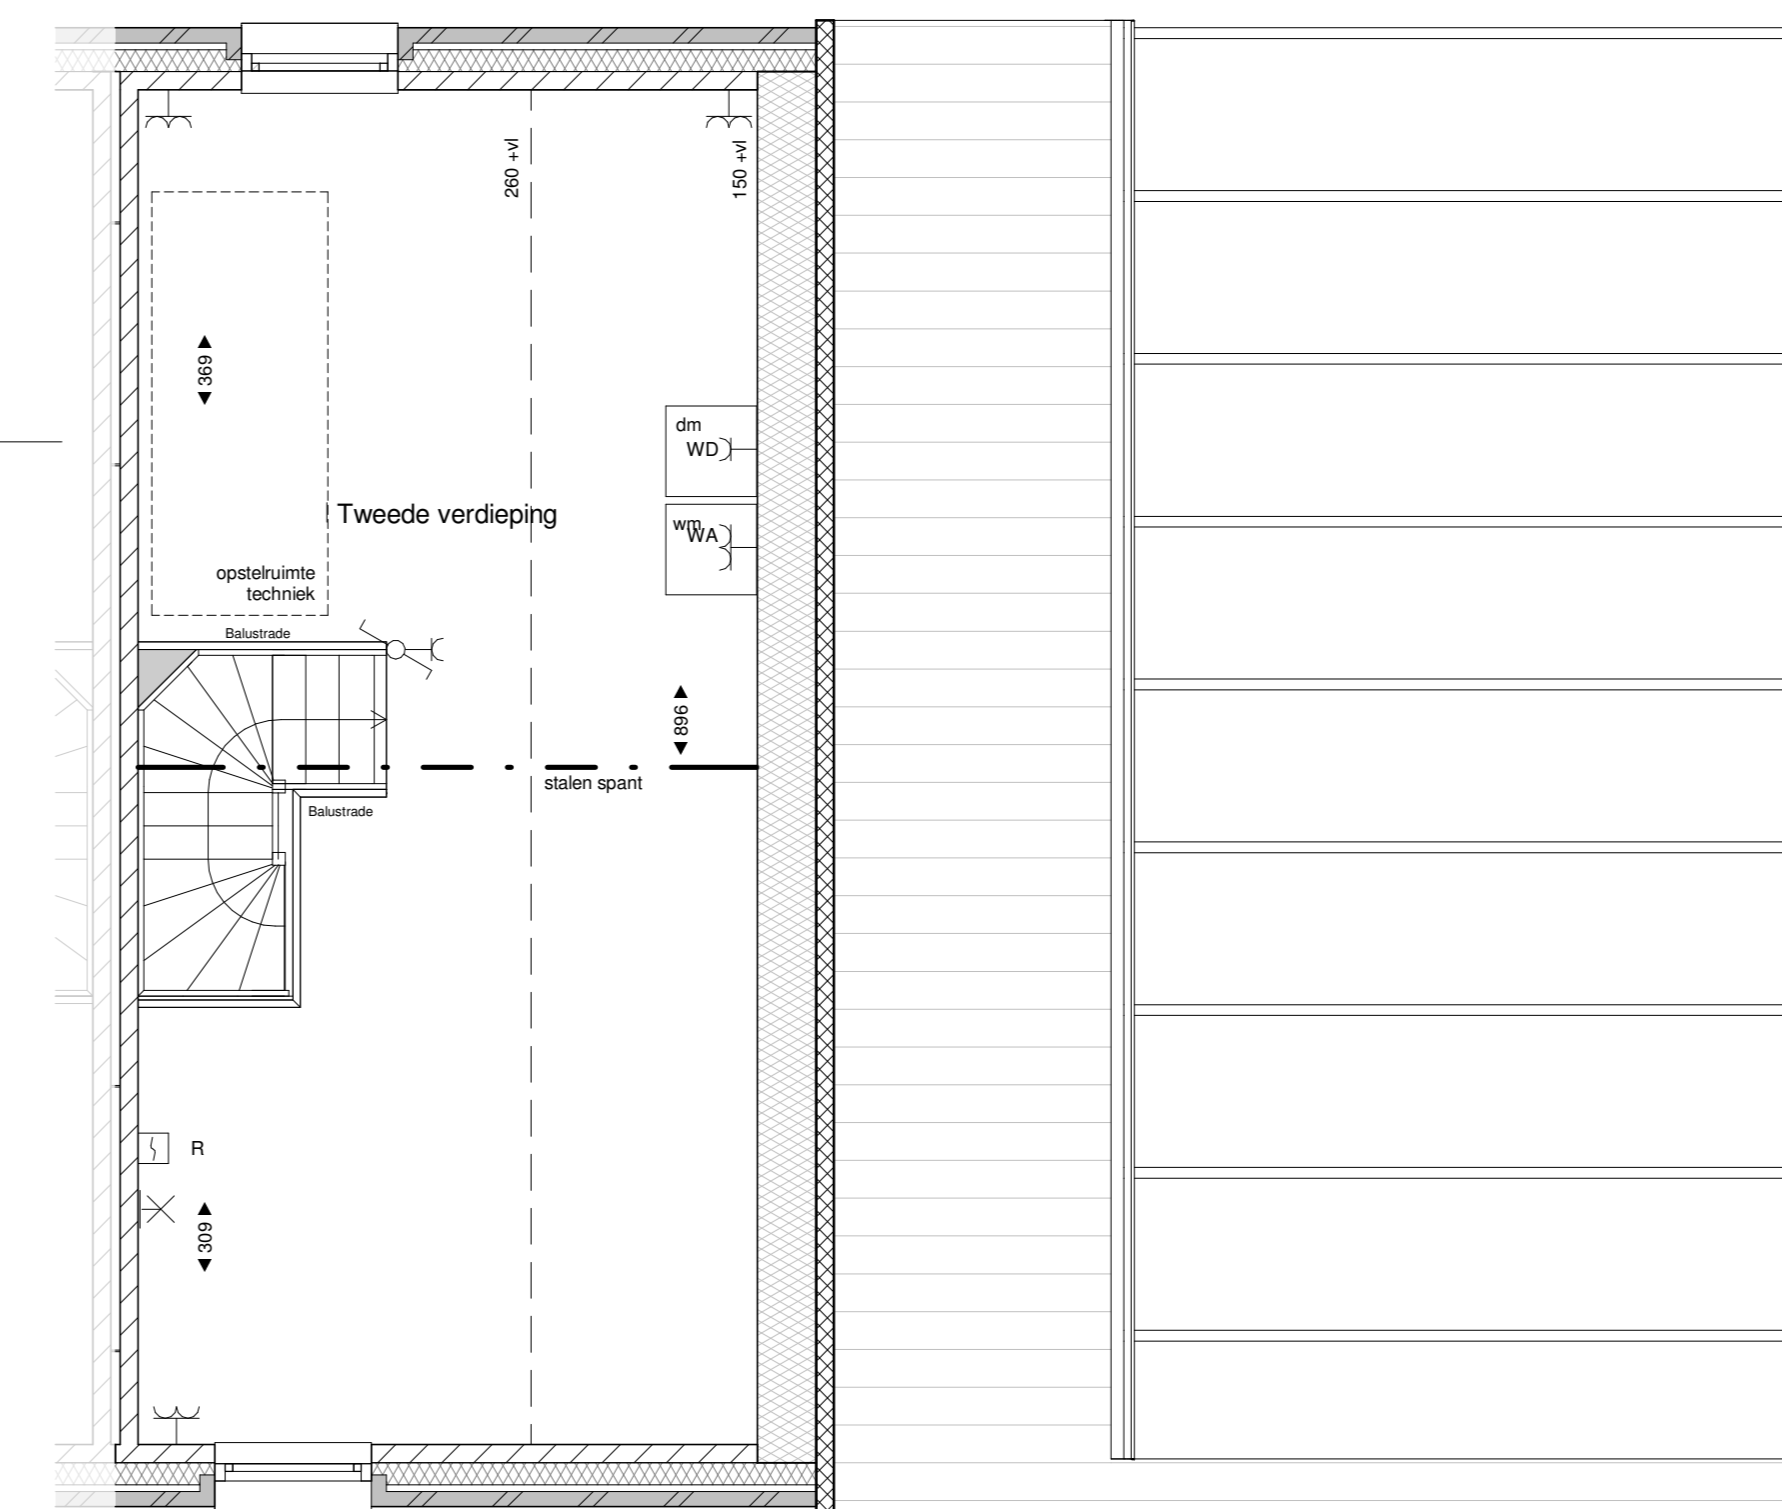 260 +vl
150 +vl
369
dm
WD
Tweede verdieping
wm
WA
opstelruimte
techniek
Balustrade
896
stalen spant
Balustrade
R
309